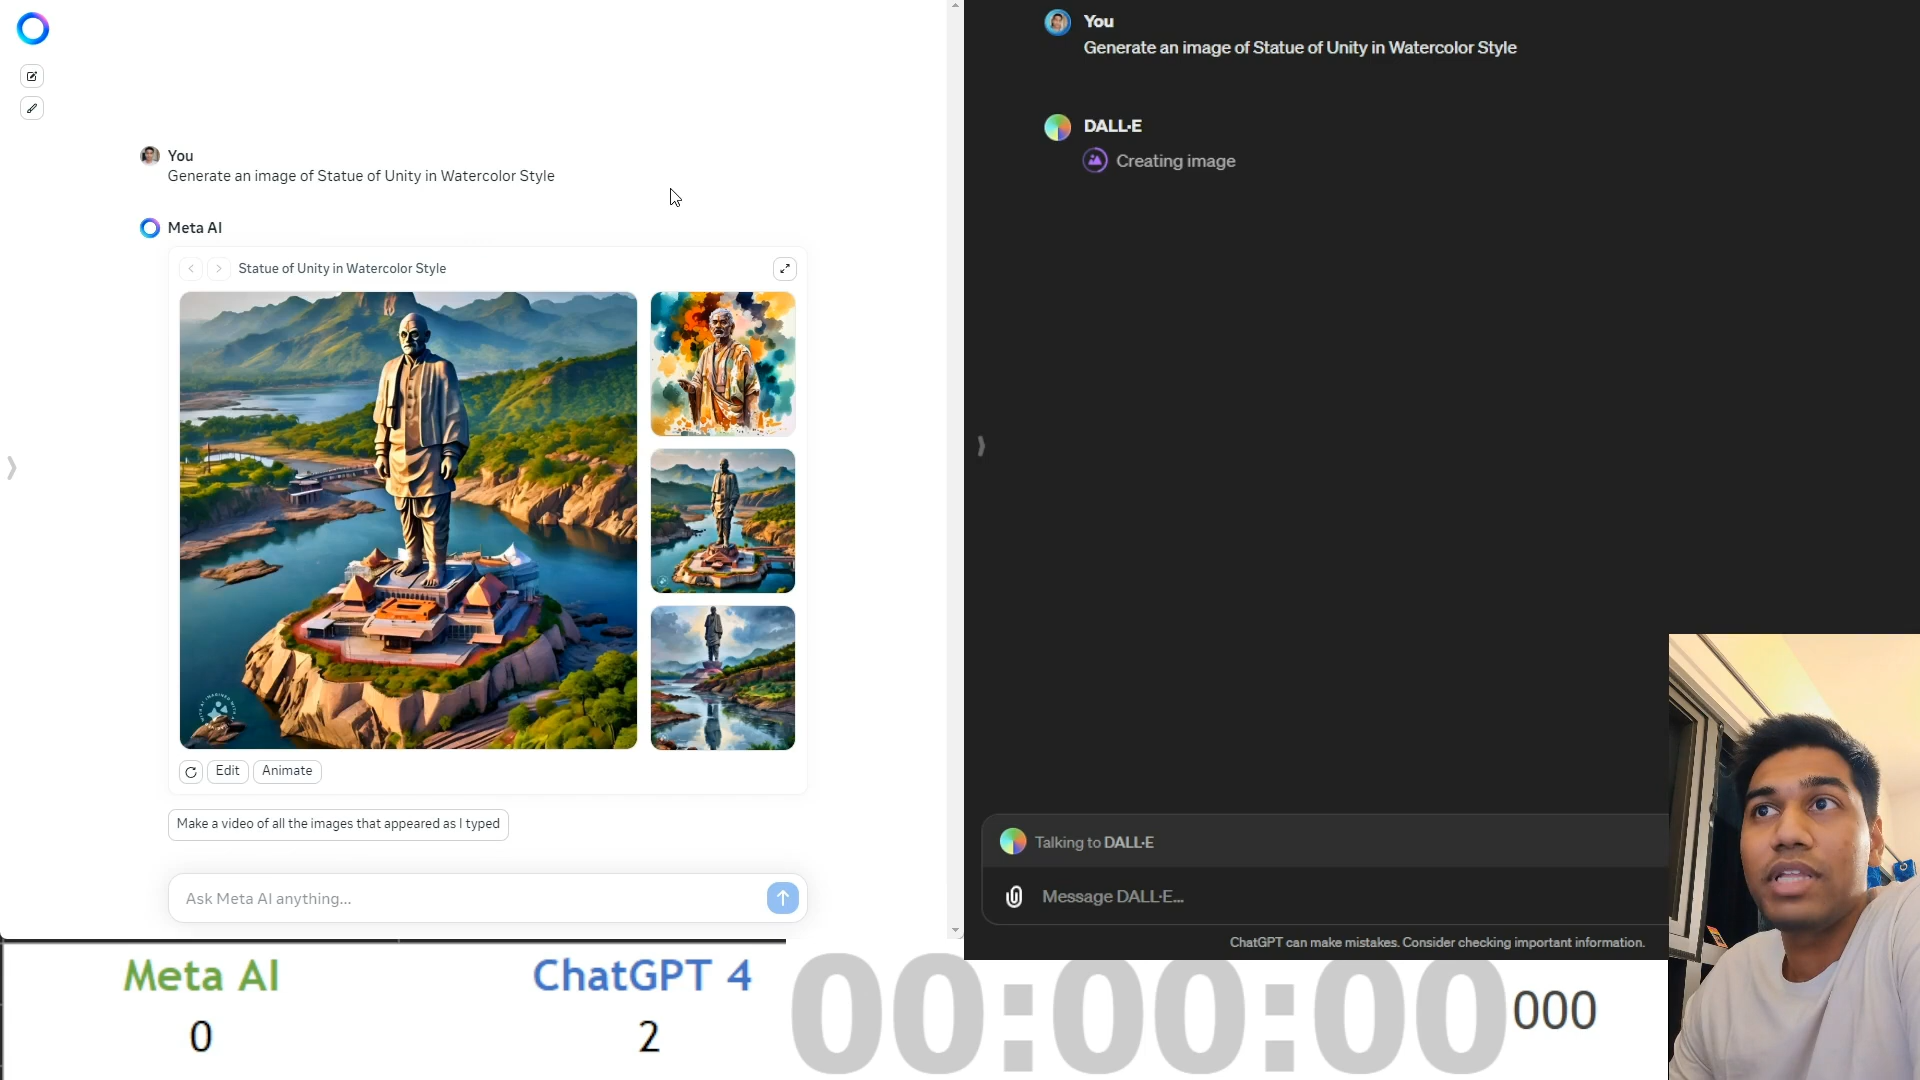 You
Generate an image of Statue of Unity in Watercolor Style
Meta AI
Statue of Unity in Watercolor Style
Edit
Animate
Make a video of all the images that appeared as I typed
Ask Meta AI anything...
You
Generate an image of Statue of Unity in Watercolor Style
DALL·E
Creating image
Talking to DALL·E
Message DALL·E...
ChatGPT can make mistakes. Consider checking important information.
Meta AI
0
ChatGPT 4
2
00:00:00
000